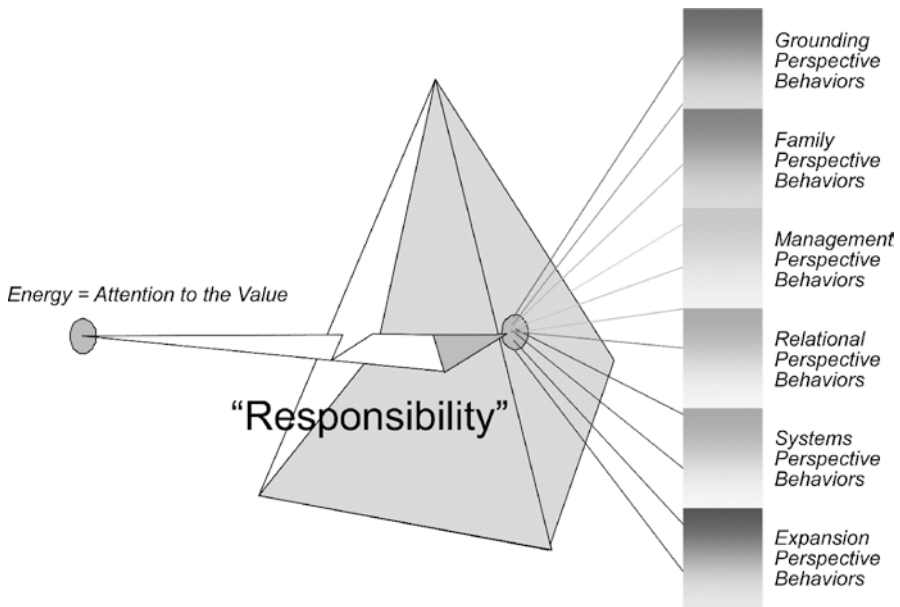 Grounding
Perspective
Behaviors
Family
Perspective
Behaviors
Management
Perspective
Behaviors
Energy = Attention to the Value
Relational
Perspective
Behaviors
“Responsibility”
Systems
Perspective
Behaviors
Expansion
Perspective
Behaviors